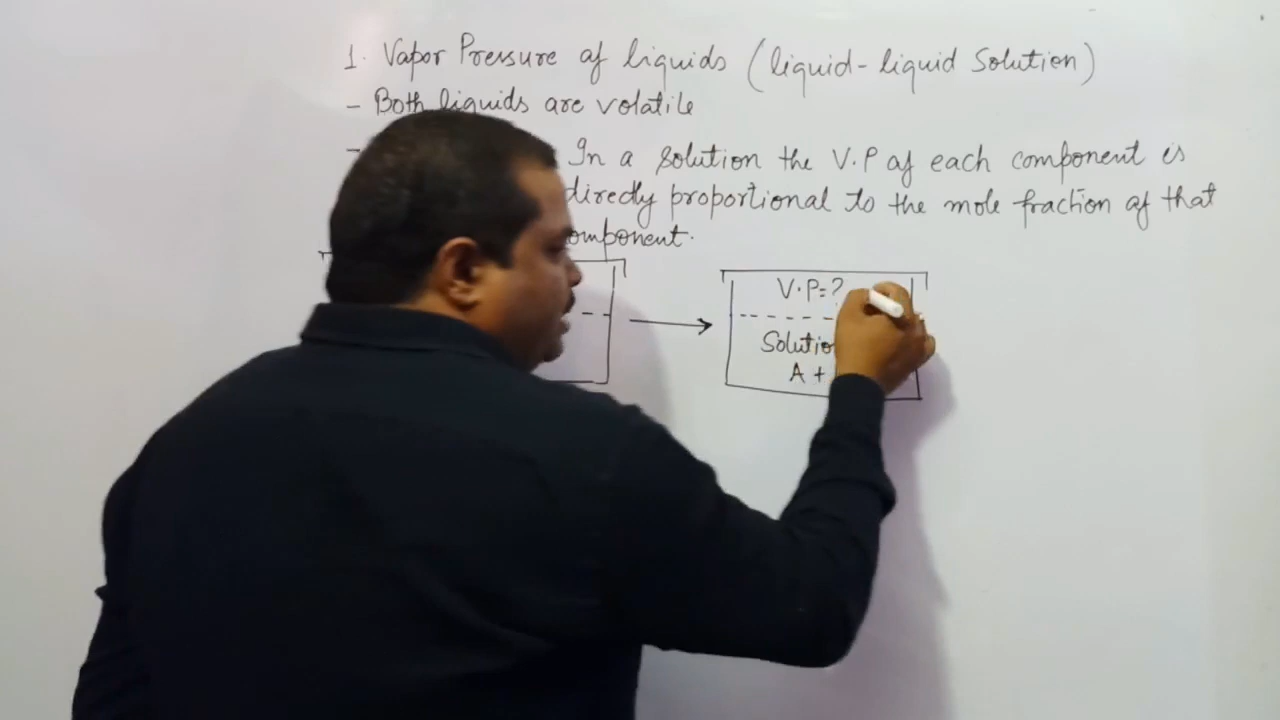 1. Vapor Pressure of liquids (liquid-liquid Solution)
- Both liquids are volatile
- In a solution the V.P of each component is
directly proportional to the mole fraction of that
component.
V.P=?
Solution
A +